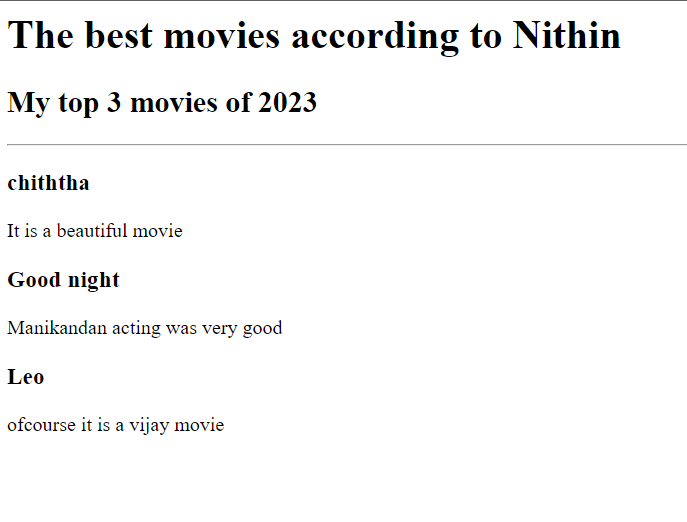 The best movies according to Nithin
My top 3 movies of 2023
chiththa
It is a beautiful movie
Good night
Manikandan acting was very good
Leo
ofcourse it is a vijay movie